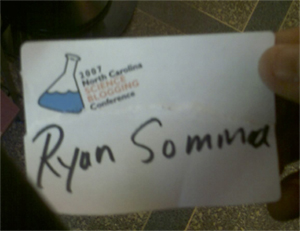 2007
North Carolina
SCIENCE
BLOGGING
Conference
Ryan Somma